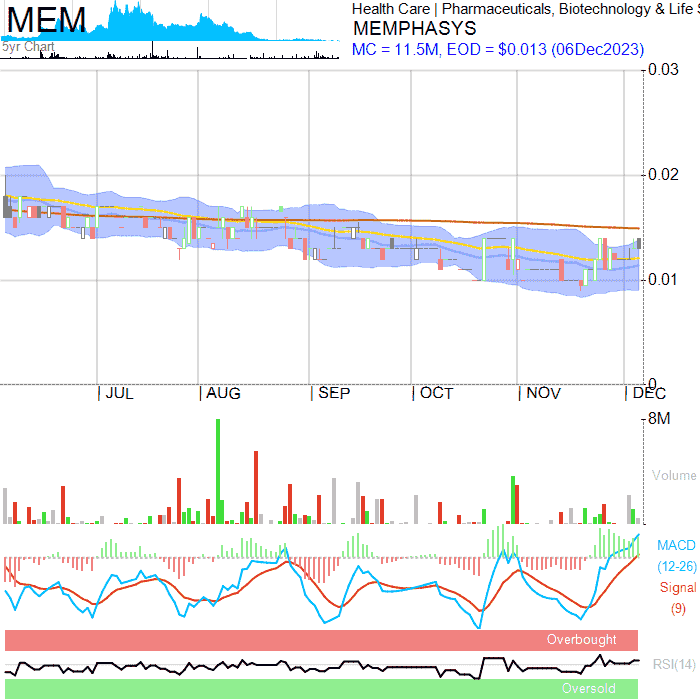 MEM
5yr Chart
Health Care | Pharmaceuticals, Biotechnology & Life
MEMPHASYS
MC = 11.5M, EOD = $0.013 (06Dec2023)
0.03
0.02
0.01
0
| JUL | AUG | SEP | OCT | NOV | DEC
8M
Volume
MACD
(12-26)
Signal
(9)
Overbought
RSI(14)
Oversold